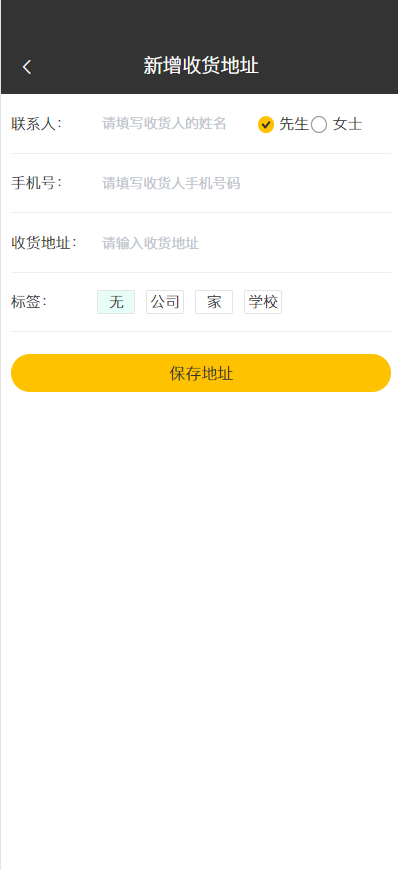 新增收货地址
联系人: 请填写收货人的姓名 先生 女士
手机号: 请填写收货人手机号码
收货地址: 请输入收货地址
标签: 无 公司 家 学校
保存地址